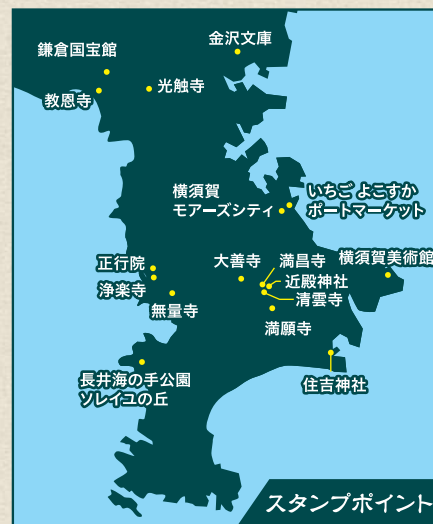 金沢文庫
鎌倉国宝館
光触寺
教恩寺
横須賀
モアーズシティ
いちご よこすか
ポートマーケット
正行院
浄楽寺
無量寺
大善寺
満昌寺
近殿神社
清雲寺
満願寺
横須賀美術館
長井海の手公園
ソレイユの丘
住吉神社
スタンプポイント